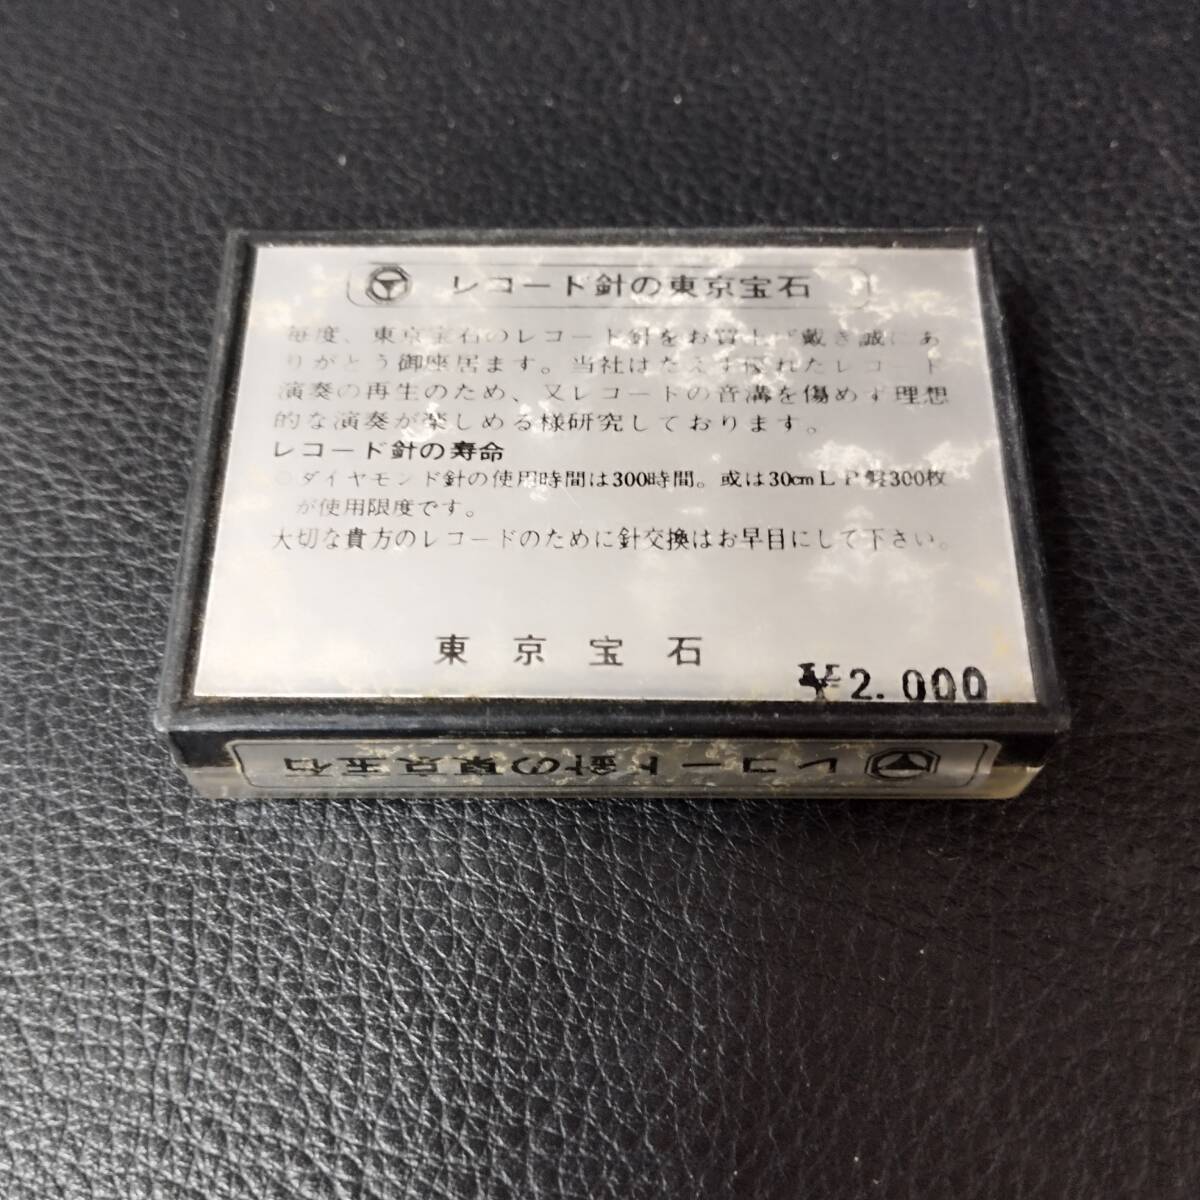 レコード針の東京宝石
毎度、東京宝石のレコード針をお買上げ戴き誠にあ
りがとう御座居ます。当社はたえず優れたレコード
演奏の再生のため、又レコードの音溝を傷めず理想
的な演奏が楽しめる様研究しております。
レコード針の寿命
◎ダイヤモンド針の使用時間は300時間。或は30cmLP盤300枚
が使用限度です。
大切な貴方のレコードのために針交換はお早目にして下さい。
東京宝石
¥2.000
レコード針の東京宝石